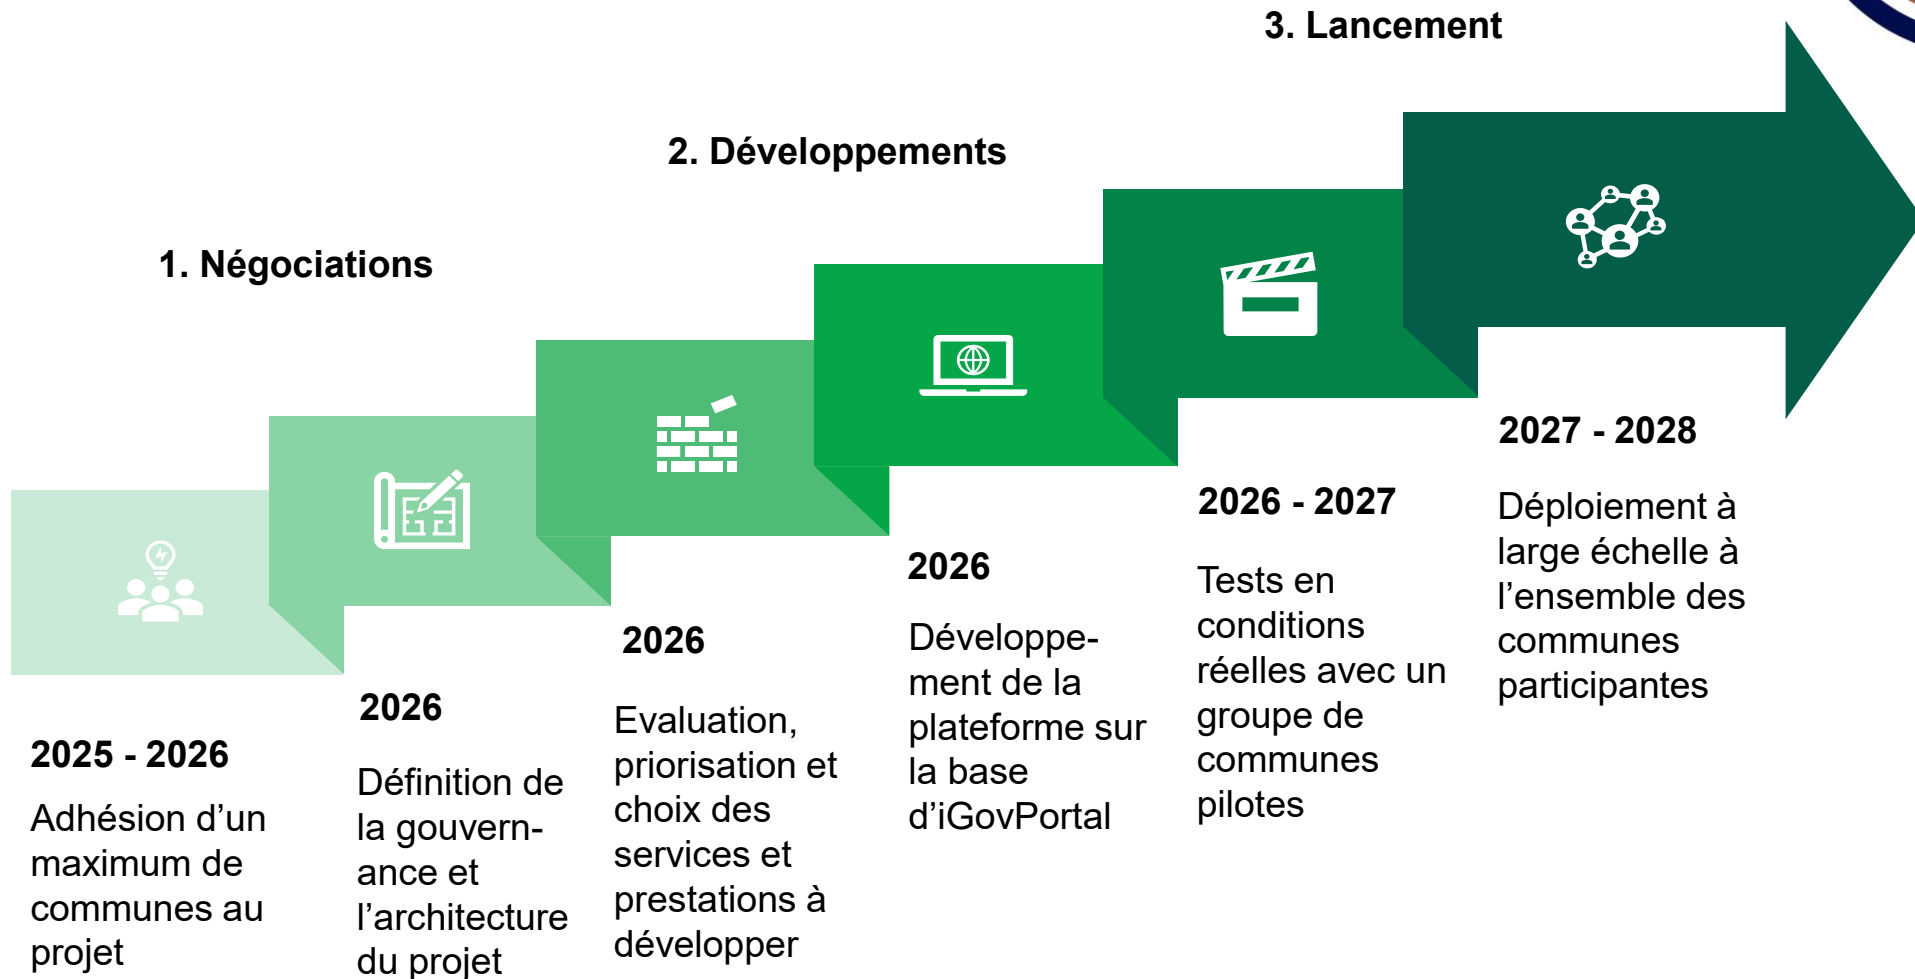 3. Lancement
2. Développements
1. Négociations
2025 - 2026
Adhésion d’un
maximum de
communes au
projet
2026
Définition de
la gouvern-
ance et
l’architecture
du projet
2026
Evaluation,
priorisation et
choix des
services et
prestations à
développer
2026
Développe-
ment de la
plateforme sur
la base
d’iGovPortal
2026 - 2027
Tests en
conditions
réelles avec un
groupe de
communes
pilotes
2027 - 2028
Déploiement à
large échelle à
l’ensemble des
communes
participantes